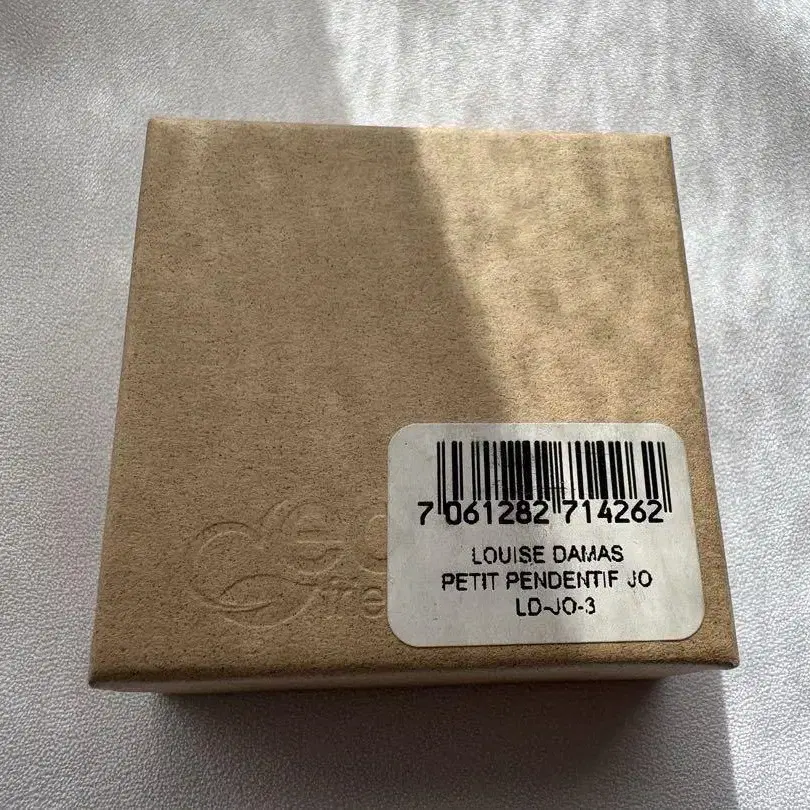 7 061282 714262
LOUISE DAMAS
PETIT PENDENTIF JO
LD-JO-3